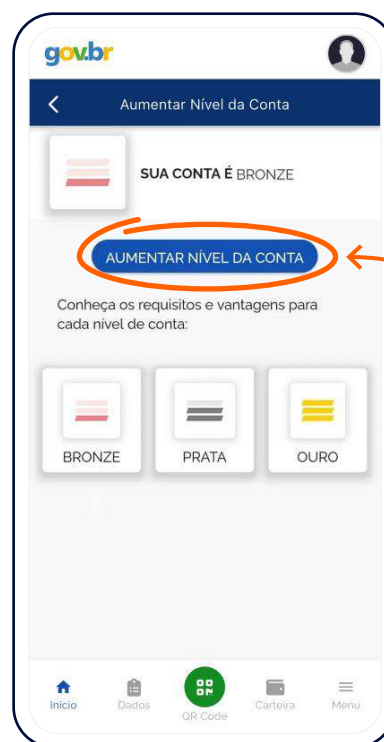 gov.br
Aumentar Nível da Conta
SUA CONTA É BRONZE
AUMENTAR NÍVEL DA CONTA
Conheça os requisitos e vantagens para
cada nível de conta:
BRONZE PRATA OURO
Início Dados QR Code Carteira Menu